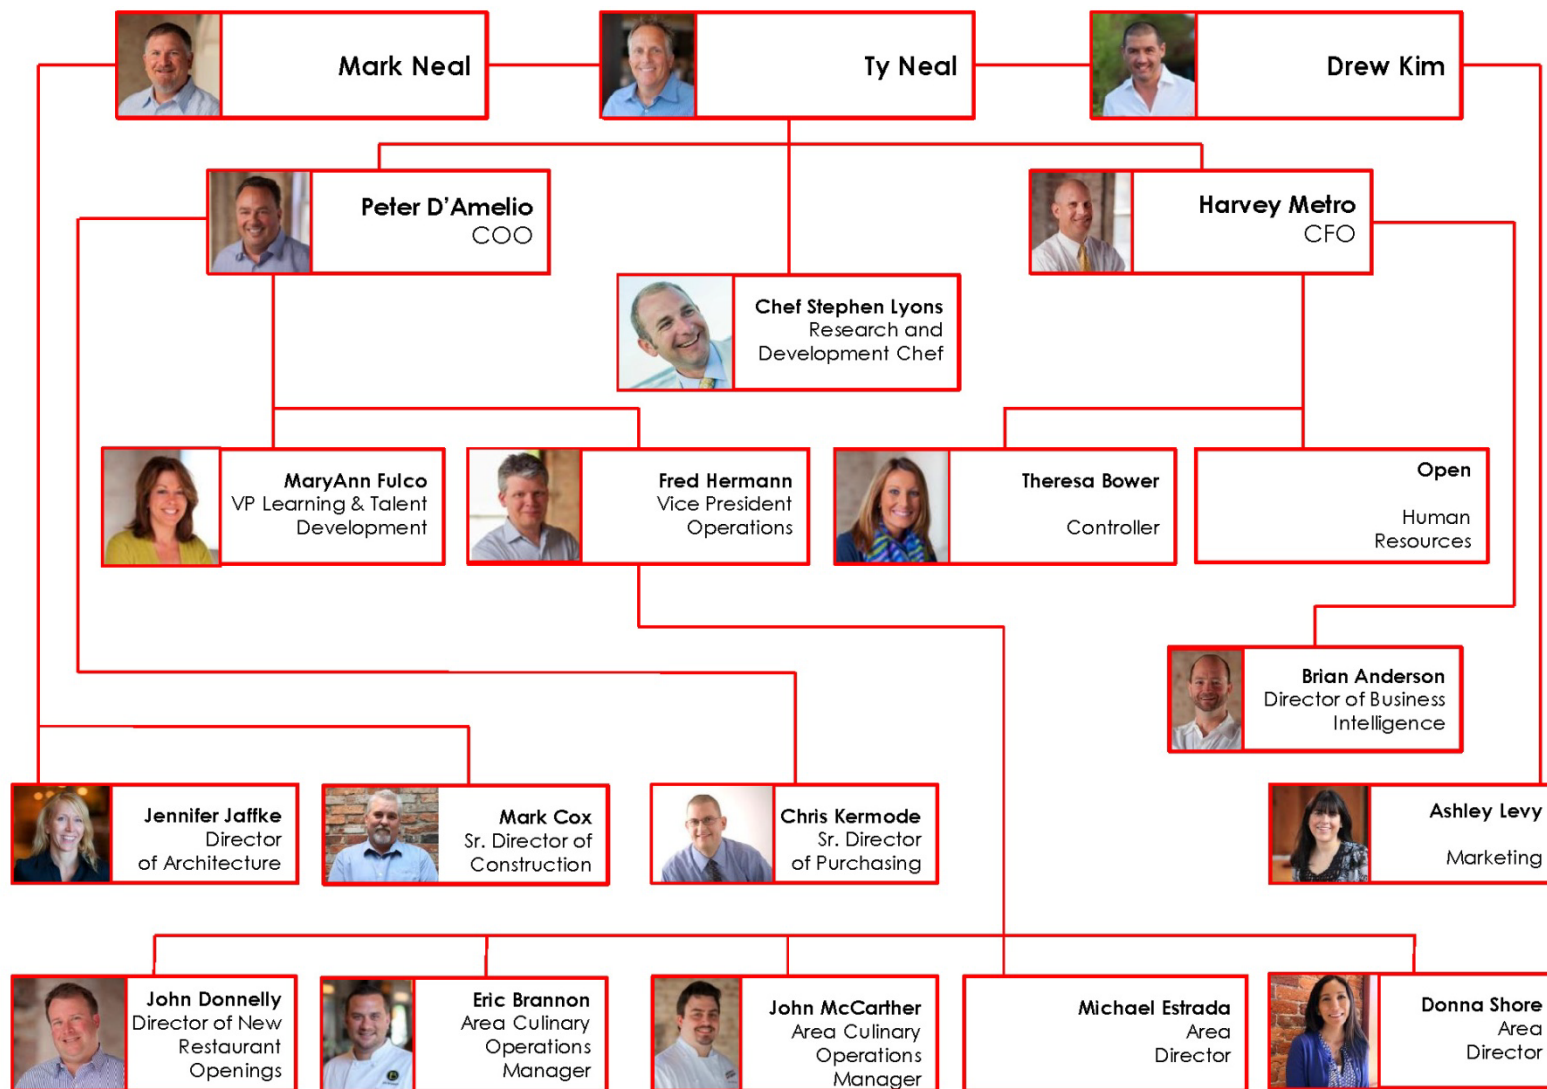 Mark Neal
Ty Neal
Drew Kim
Peter D'Amelio
COO
Harvey Metro
CFO
Chef Stephen Lyons
Research and
Development Chef
MaryAnn Fulco
VP Learning & Talent
Development
Fred Hermann
Vice President
Operations
Theresa Bower
Controller
Open
Human
Resources
Brian Anderson
Director of Business
Intelligence
Jennifer Jaffke
Director
of Architecture
Mark Cox
Sr. Director of
Construction
Chris Kermode
Sr. Director
of Purchasing
Ashley Levy
Marketing
John Donnelly
Director of New
Restaurant
Openings
Eric Brannon
Area Culinary
Operations
Manager
John McCarther
Area Culinary
Operations
Manager
Michael Estrada
Area
Director
Donna Shore
Area
Director